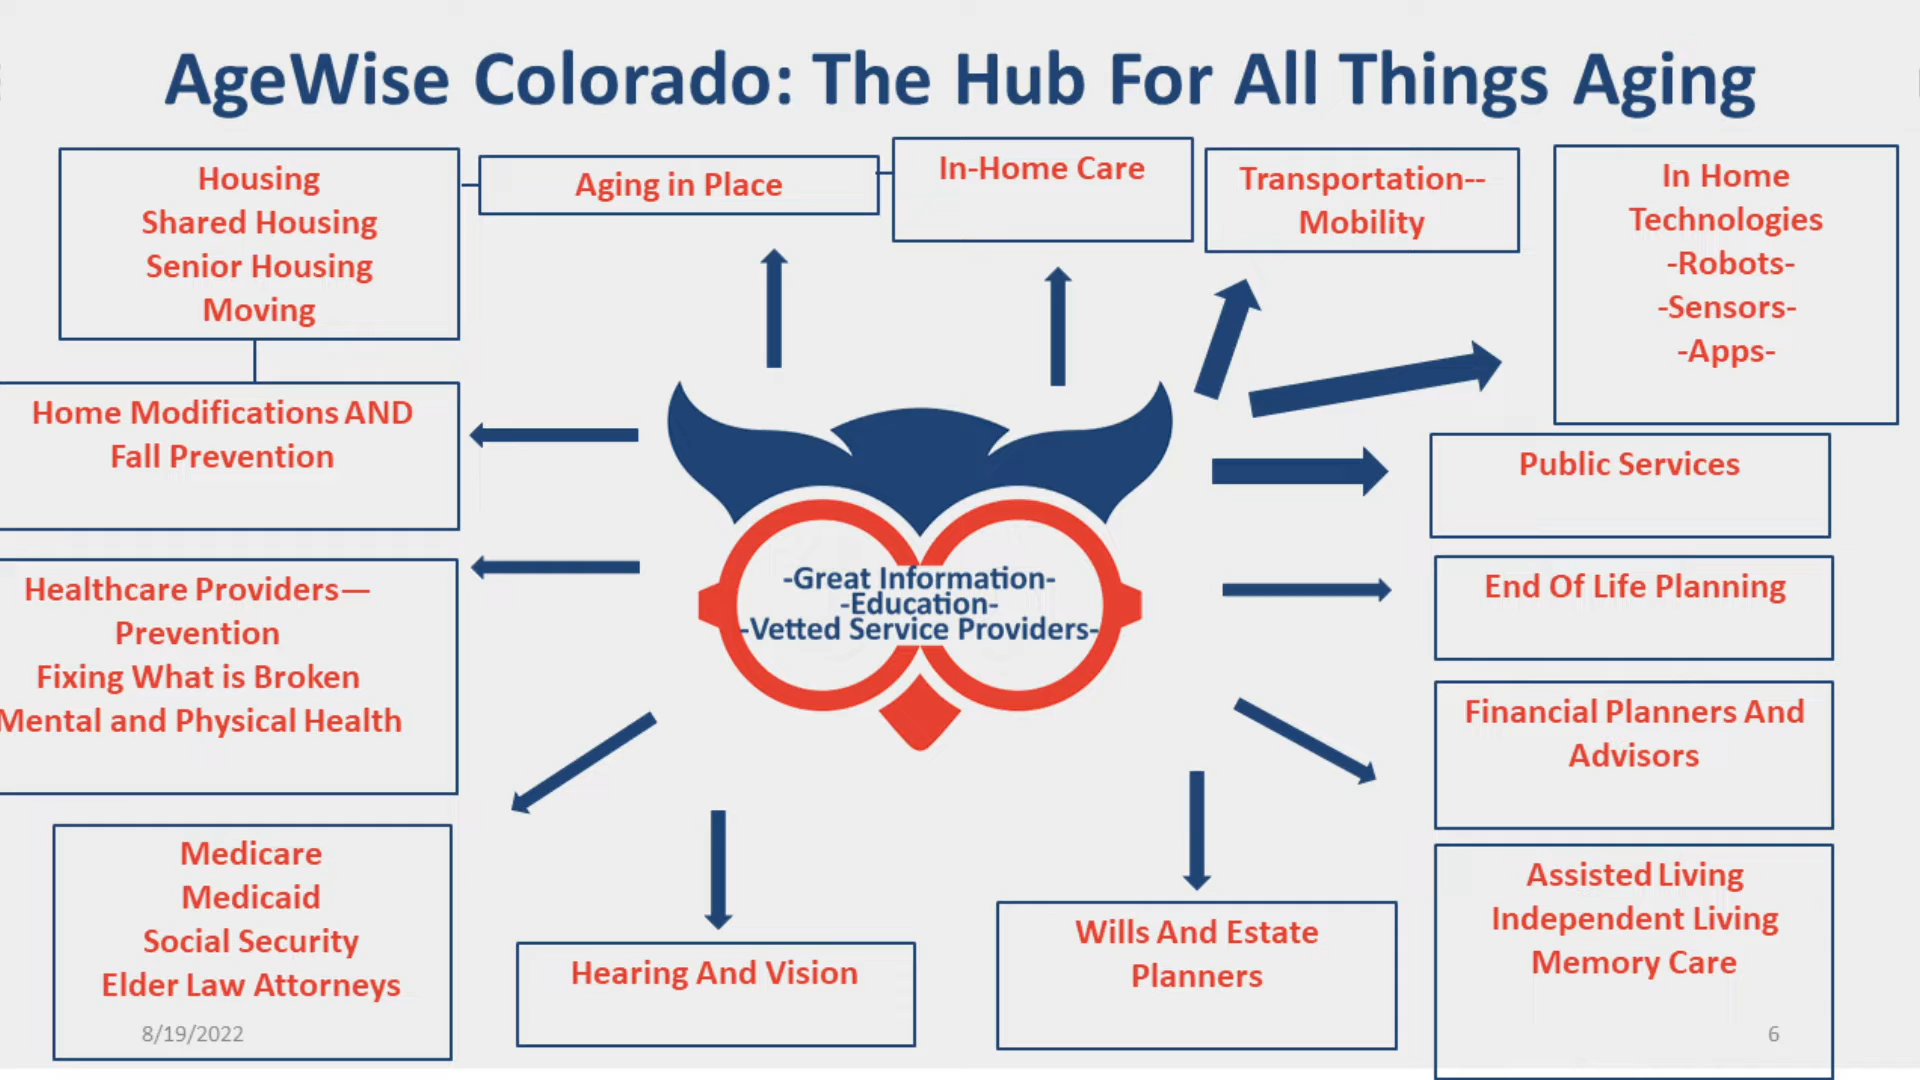 AgeWise Colorado: The Hub For All Things Aging
Housing
Shared Housing
Senior Housing
Moving
Aging in Place
In-Home Care
Transportation--
Mobility
In Home
Technologies
-Robots-
-Sensors-
-Apps-
Home Modifications AND
Fall Prevention
Public Services
Healthcare Providers—
Prevention
Fixing What is Broken
Mental and Physical Health
-Great Information-
-Education-
-Vetted Service Providers-
End Of Life Planning
Financial Planners And
Advisors
Medicare
Medicaid
Social Security
Elder Law Attorneys
Hearing And Vision
Wills And Estate
Planners
Assisted Living
Independent Living
Memory Care
8/19/2022
6